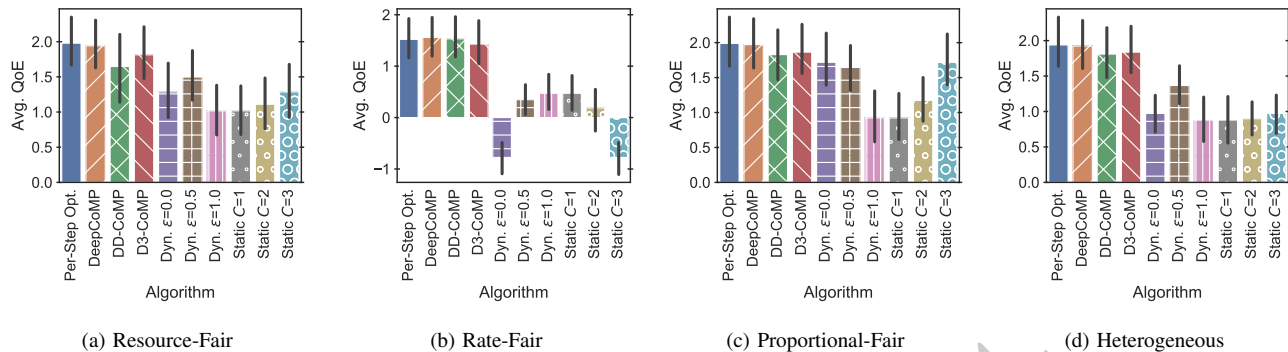 Avg. QoE
2.0
1.5
1.0
0.5
0.0
Per-Step Opt.
DeepCoMP
DD-CoMP
D3-CoMP
Dyn. ε=0.0
Dyn. ε=0.5
Dyn. ε=1.0
Static C=1
Static C=2
Static C=3
Algorithm
(a) Resource-Fair
Avg. QoE
2
1
0
−1
Per-Step Opt.
DeepCoMP
DD-CoMP
D3-CoMP
Dyn. ε=0.0
Dyn. ε=0.5
Dyn. ε=1.0
Static C=1
Static C=2
Static C=3
Algorithm
(b) Rate-Fair
Avg. QoE
2.0
1.5
1.0
0.5
0.0
Per-Step Opt.
DeepCoMP
DD-CoMP
D3-CoMP
Dyn. ε=0.0
Dyn. ε=0.5
Dyn. ε=1.0
Static C=1
Static C=2
Static C=3
Algorithm
(c) Proportional-Fair
Avg. QoE
2.0
1.5
1.0
0.5
0.0
Per-Step Opt.
DeepCoMP
DD-CoMP
D3-CoMP
Dyn. ε=0.0
Dyn. ε=0.5
Dyn. ε=1.0
Static C=1
Static C=2
Static C=3
Algorithm
(d) Heterogeneous